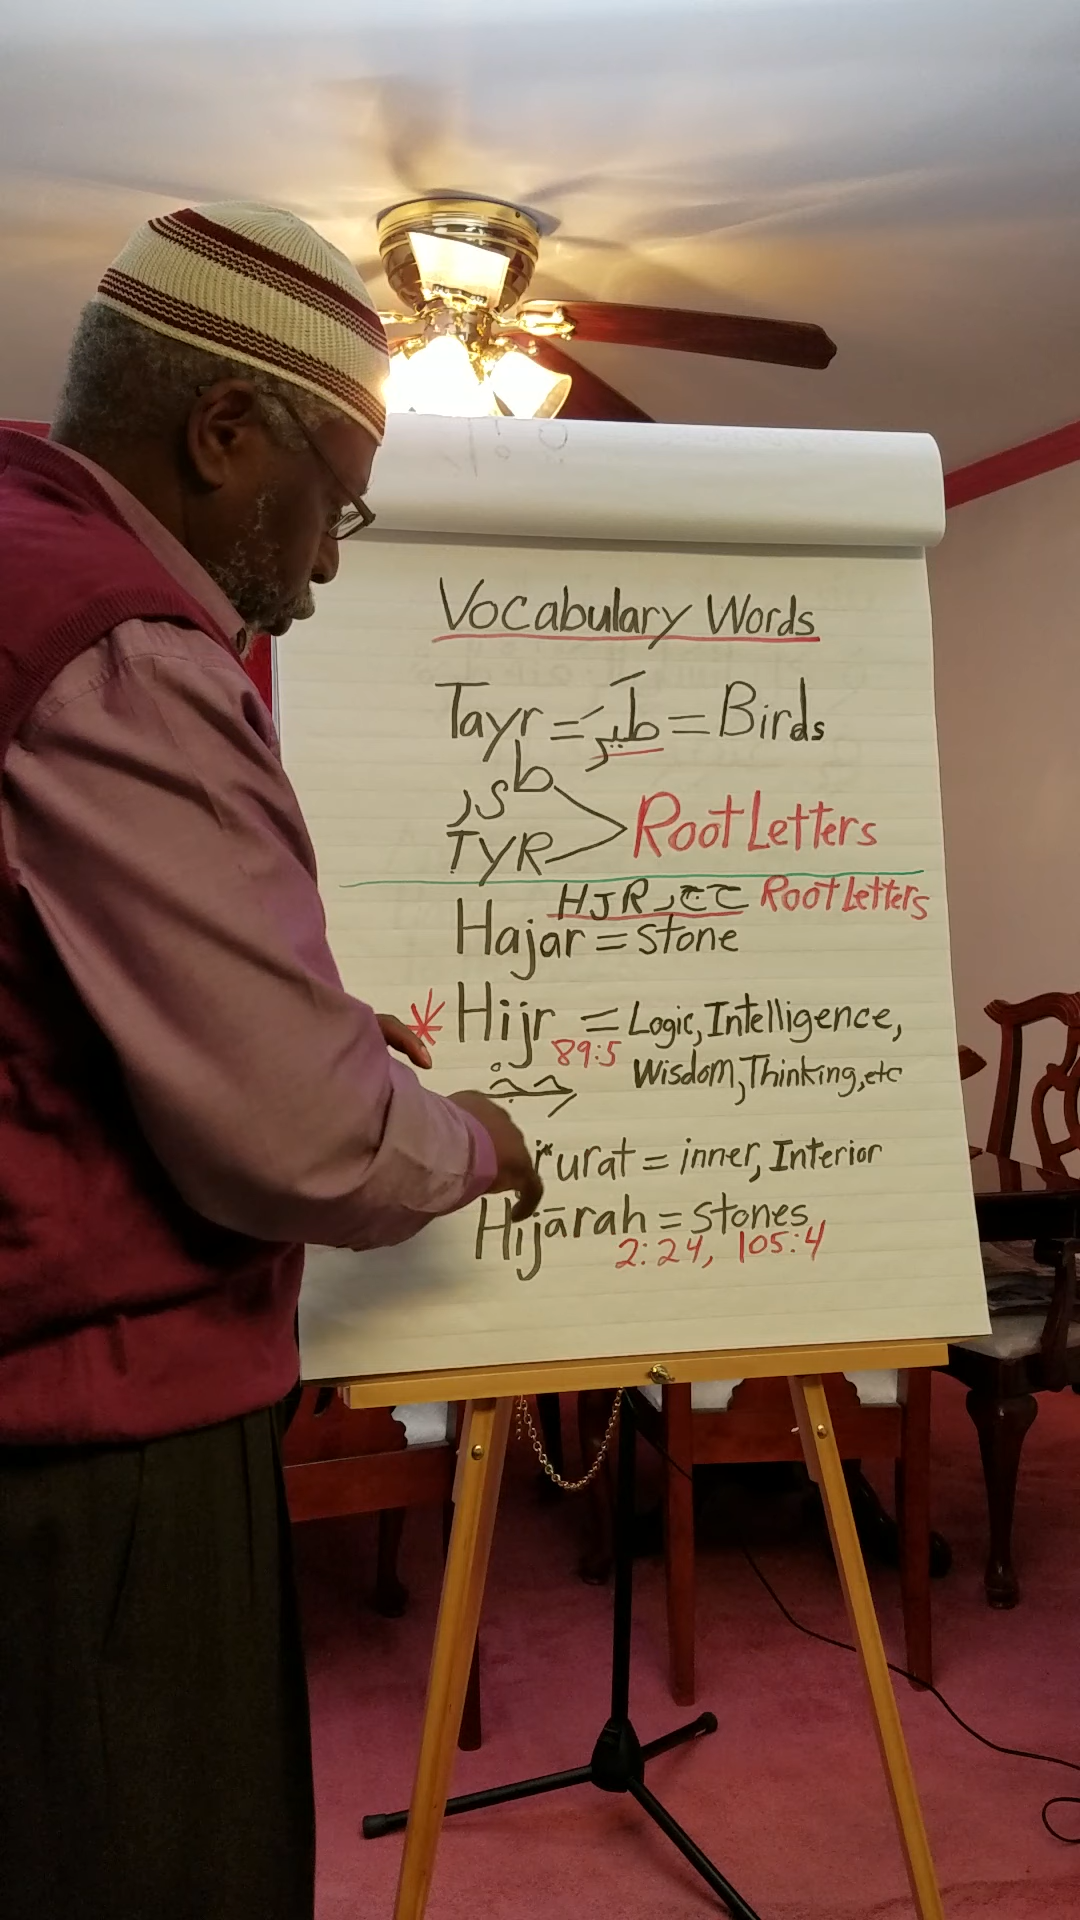 Vocabulary Words
Tayr = طَيْر = Birds
ر ي ط
TYR
Root Letters
HJR ح ج ر Root Letters
Hajar = stone
* Hijr = Logic, Intelligence,
89:5 Wisdom, Thinking, etc
حجر
urat = inner, Interior
Hijārah = stones
2:24, 105:4